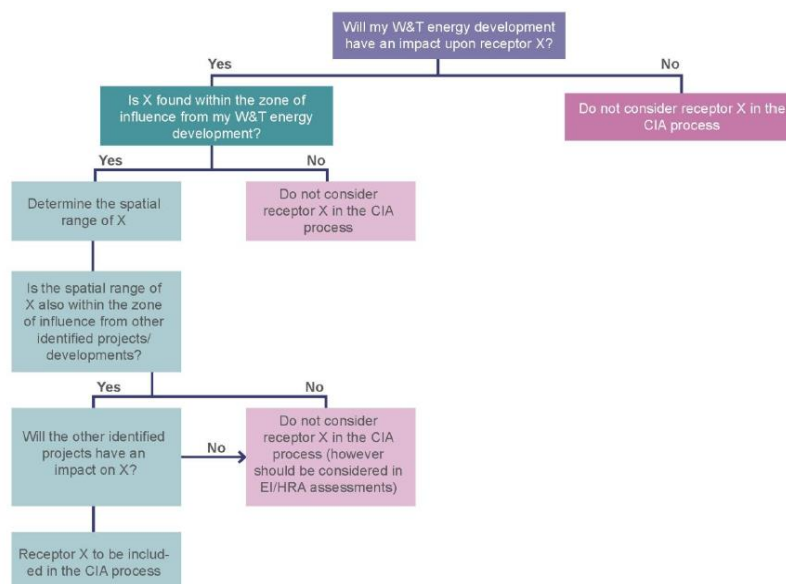 Will my W&T energy development
have an impact upon receptor X?
Yes
No
Is X found within the zone of
influence from my W&T energy
development?
Do not consider receptor X in the
CIA process
Yes
No
Determine the spatial
range of X
Do not consider
receptor X in the CIA
process
Is the spatial range of
X also within the zone
of influence from other
identified projects/
developments?
Yes
No
Will the other identified
projects have an
impact on X?
No
Do not consider
receptor X in the CIA
process (however
should be considered in
EI/HRA assessments)
Receptor X to be includ-
ed in the CIA process